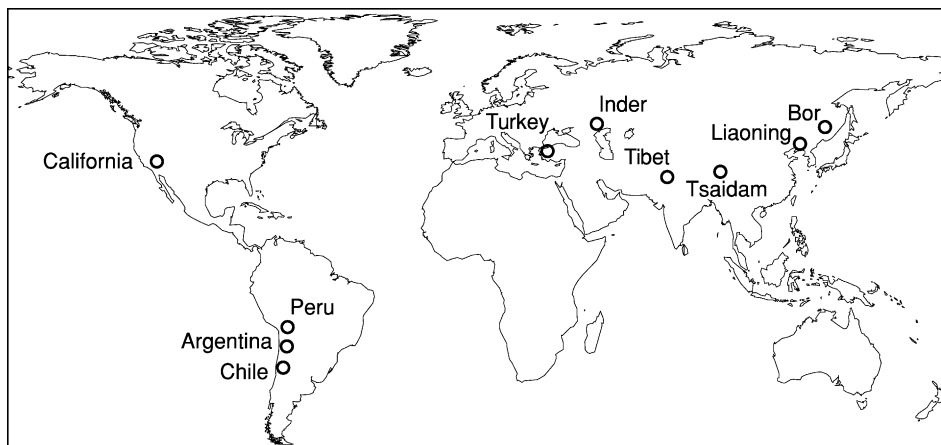 Inder
Bor
Turkey
Liaoning
California
Tibet
Tsaidam
Peru
Argentina
Chile